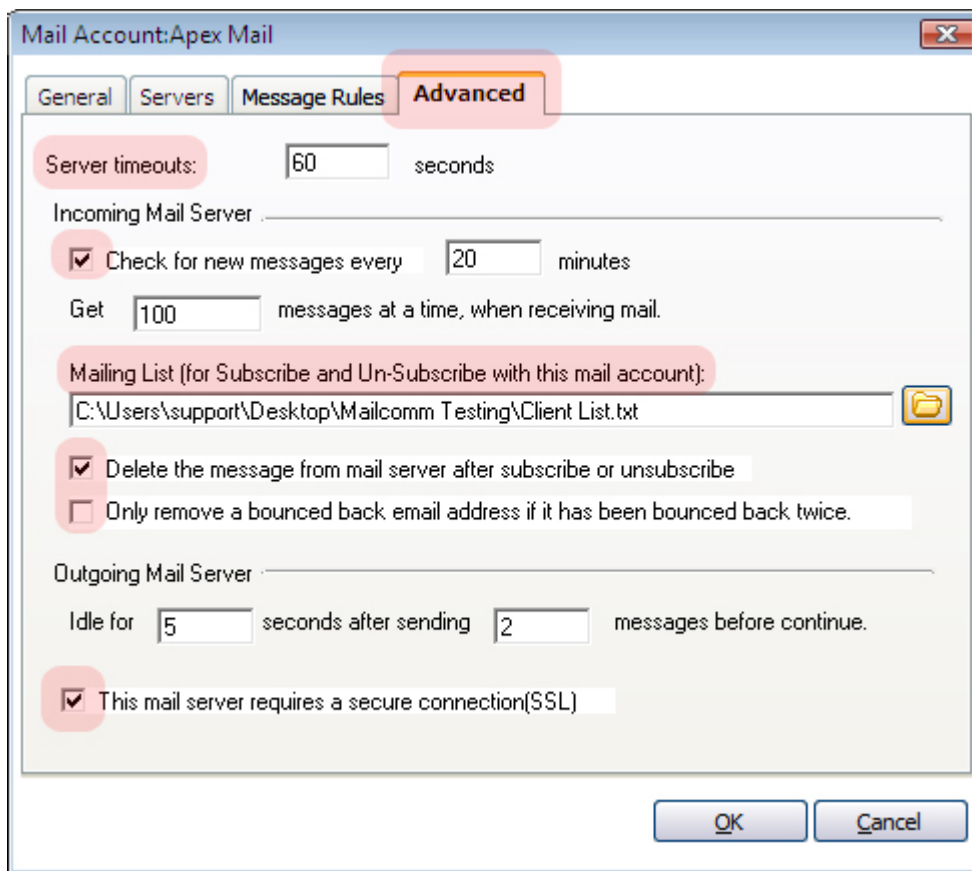 Mail Account:Apex Mail
General Servers Message Rules Advanced
Server timeouts: 60 seconds
Incoming Mail Server
Check for new messages every 20 minutes
Get 100 messages at a time, when receiving mail.
Mailing List (for Subscribe and Un-Subscribe with this mail account):
C:\Users\support\Desktop\Mailcomm Testing\Client List.txt
Delete the message from mail server after subscribe or unsubscribe
Only remove a bounced back email address if it has been bounced back twice.
Outgoing Mail Server
Idle for 5 seconds after sending 2 messages before continue.
This mail server requires a secure connection(SSL)
OK Cancel